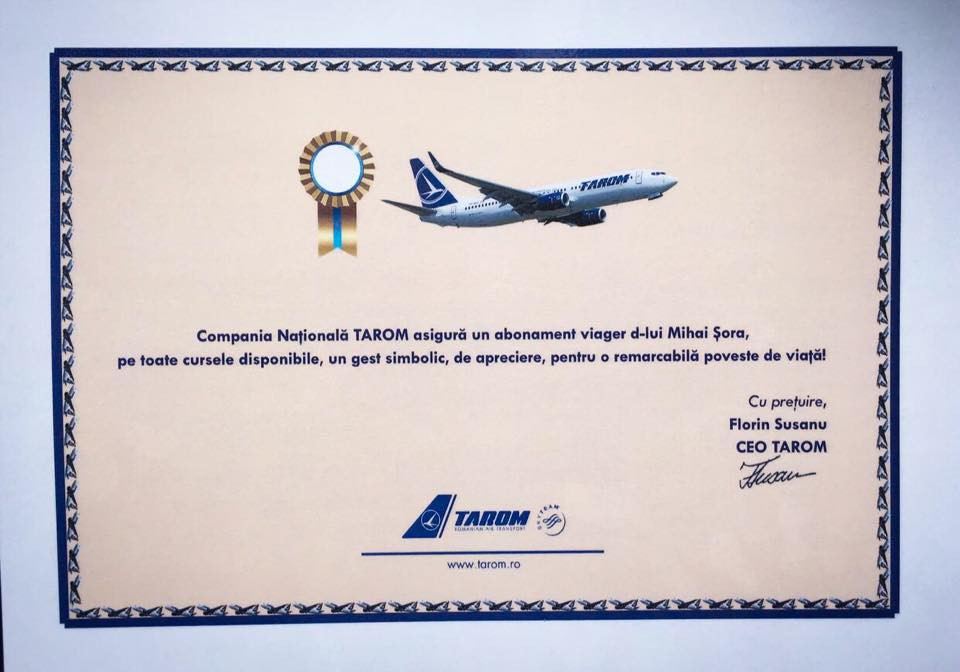 TAROM
Compania Națională TAROM asigură un abonament viager d-lui Mihai Șora,
pe toate cursele disponibile, un gest simbolic, de apreciere, pentru o remarcabilă poveste de viață!
Cu prețuire,
Florin Susanu
CEO TAROM
TAROM
ROMANIAN AIR TRANSPORT
SKYTEAM
www.tarom.ro